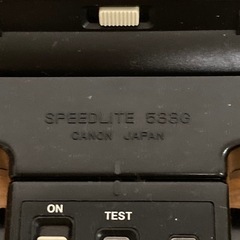 SPEEDLITE 533G
CANON JAPAN
ON TEST